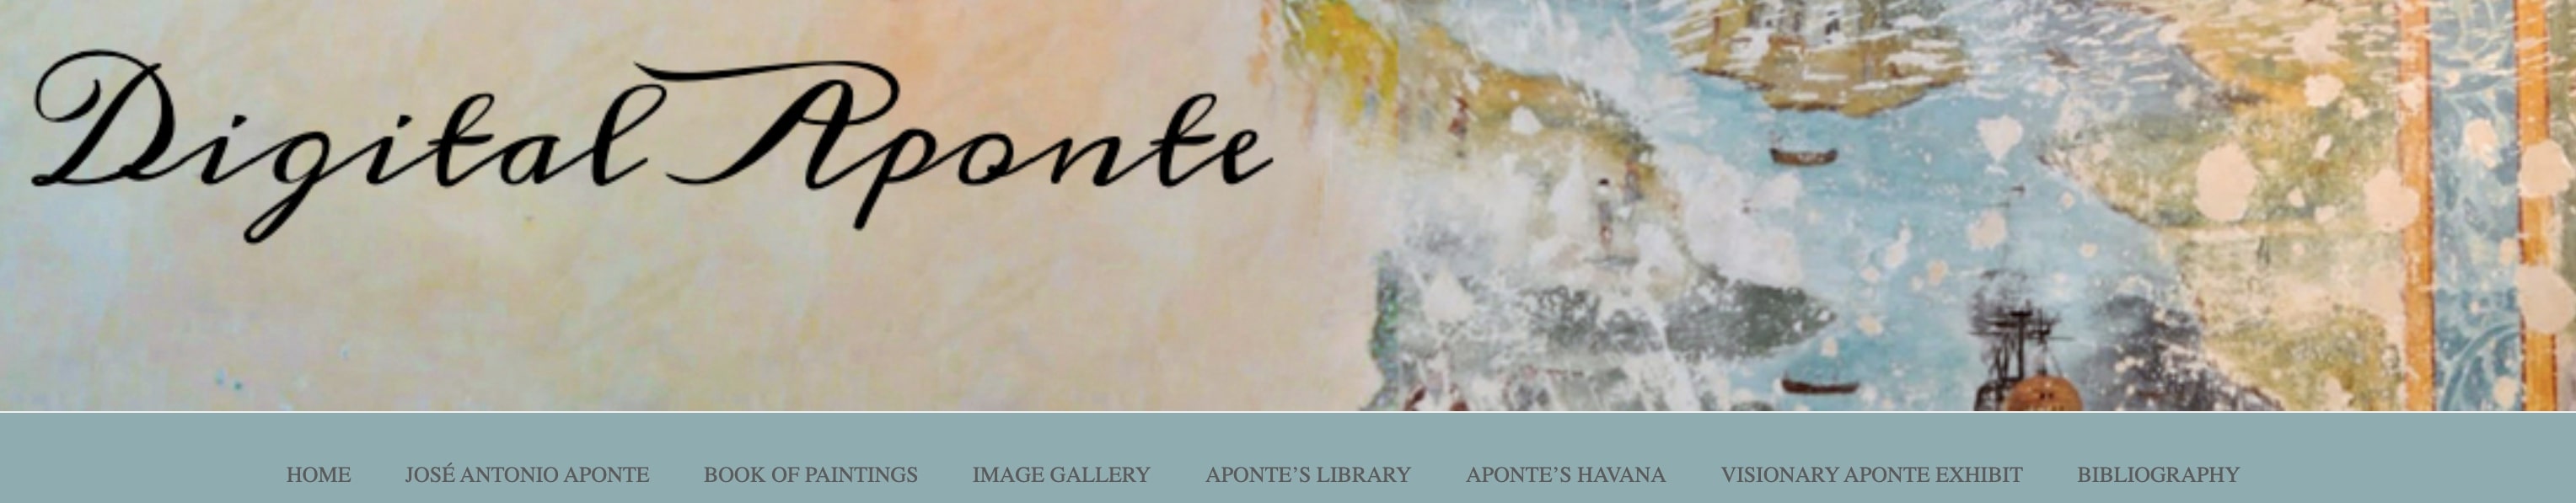 Digital Aponte
HOME JOSÉ ANTONIO APONTE BOOK OF PAINTINGS IMAGE GALLERY APONTE’S LIBRARY APONTE’S HAVANA VISIONARY APONTE EXHIBIT BIBLIOGRAPHY